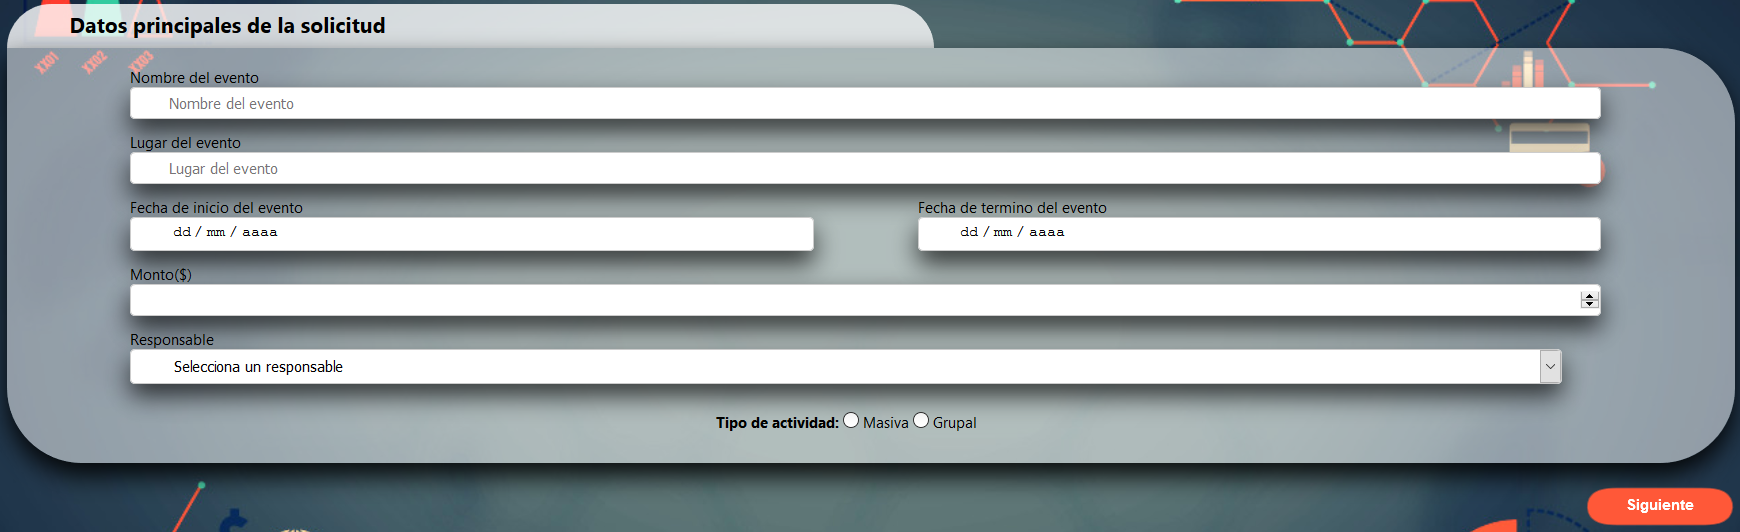 Datos principales de la solicitud
XX01 XX02 XX03
Nombre del evento
Nombre del evento
Lugar del evento
Lugar del evento
Fecha de inicio del evento Fecha de termino del evento
dd / mm / aaaa dd / mm / aaaa
Monto($)
Responsable
Selecciona un responsable
Tipo de actividad: Masiva Grupal
$
Siguiente